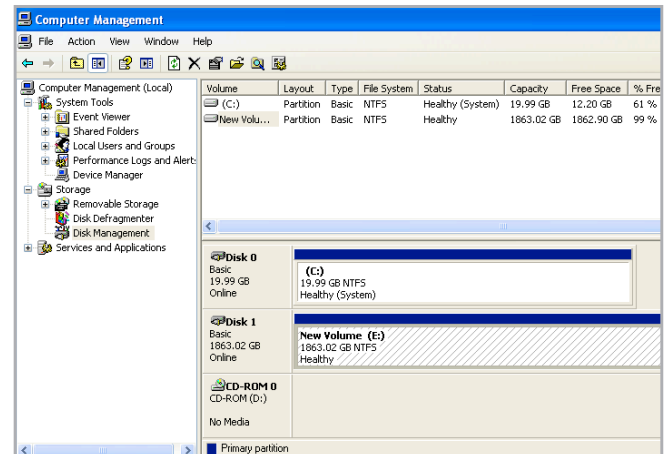 Computer Management
File Action View Window Help
Computer Management (Local)
System Tools
Event Viewer
Shared Folders
Local Users and Groups
Performance Logs and Alert:
Device Manager
Storage
Removable Storage
Disk Defragmenter
Disk Management
Services and Applications
Volume Layout Type File System Status Capacity Free Space % Fre
(C:) Partition Basic NTFS Healthy (System) 19.99 GB 12.20 GB 61 %
New Volu... Partition Basic NTFS Healthy 1863.02 GB 1862.90 GB 99 %
Disk 0
Basic
19.99 GB
Online
(C:)
19.99 GB NTFS
Healthy (System)
Disk 1
Basic
1863.02 GB
Online
New Volume (E:)
1863.02 GB NTFS
Healthy
CD-ROM 0
CD-ROM (D:)
No Media
Primary partition